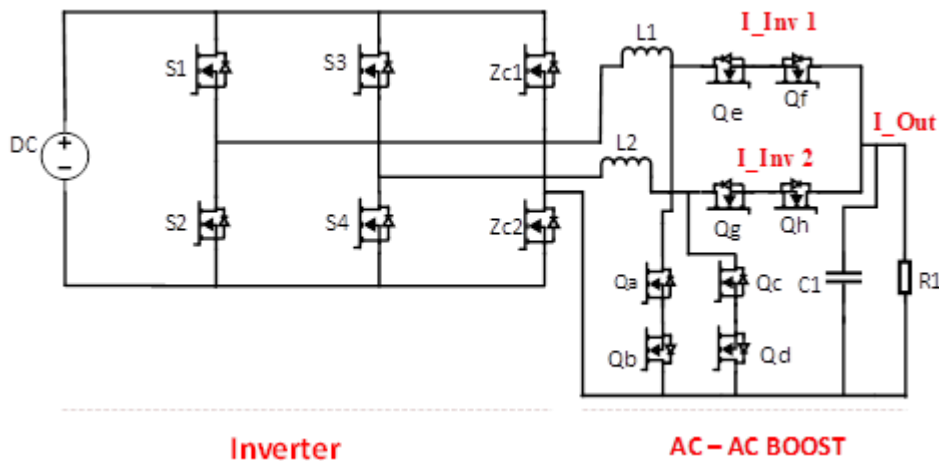 I_Inv 1
L1
S1
S3
Zc1
Qe
Qf
I_Out
DC
L2
I_Inv 2
S2
S4
Zc2
Qg
Qh
Qa
Qc
C1
R1
Qb
Qd
Inverter
AC – AC BOOST